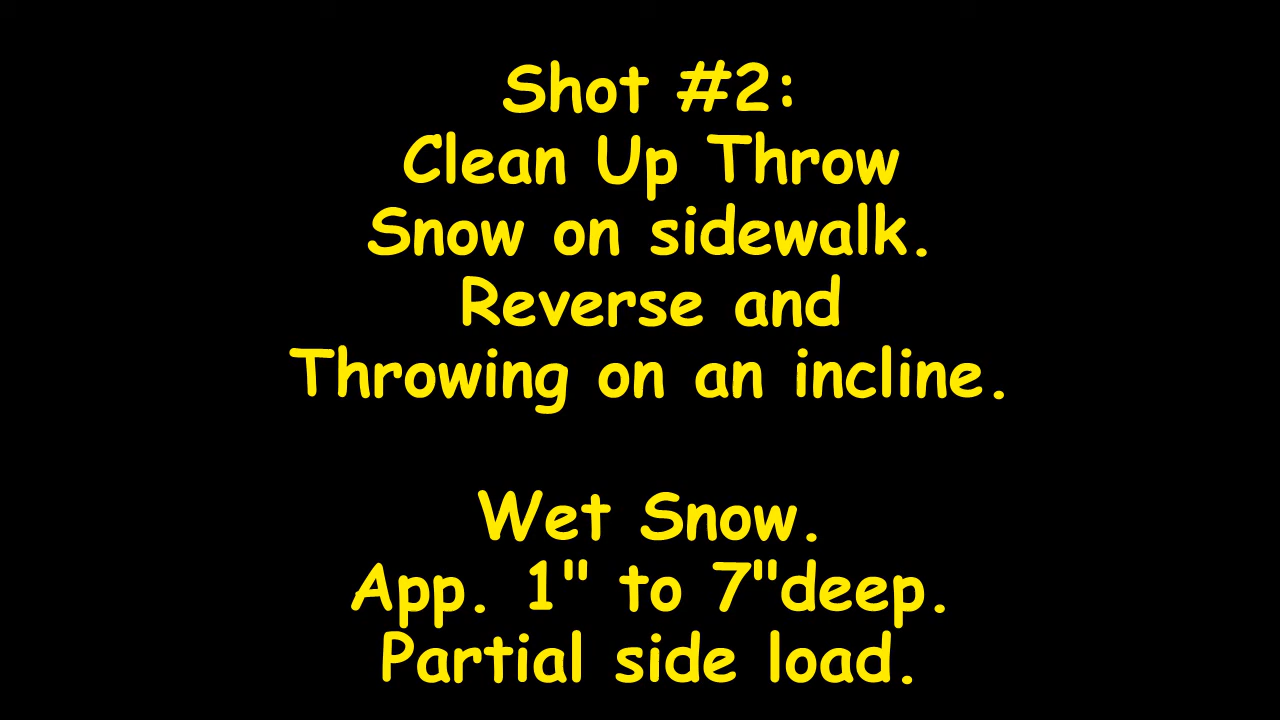 Shot #2:
Clean Up Throw
Snow on sidewalk.
Reverse and
Throwing on an incline.
Wet Snow.
App. 1" to 7"deep.
Partial side load.